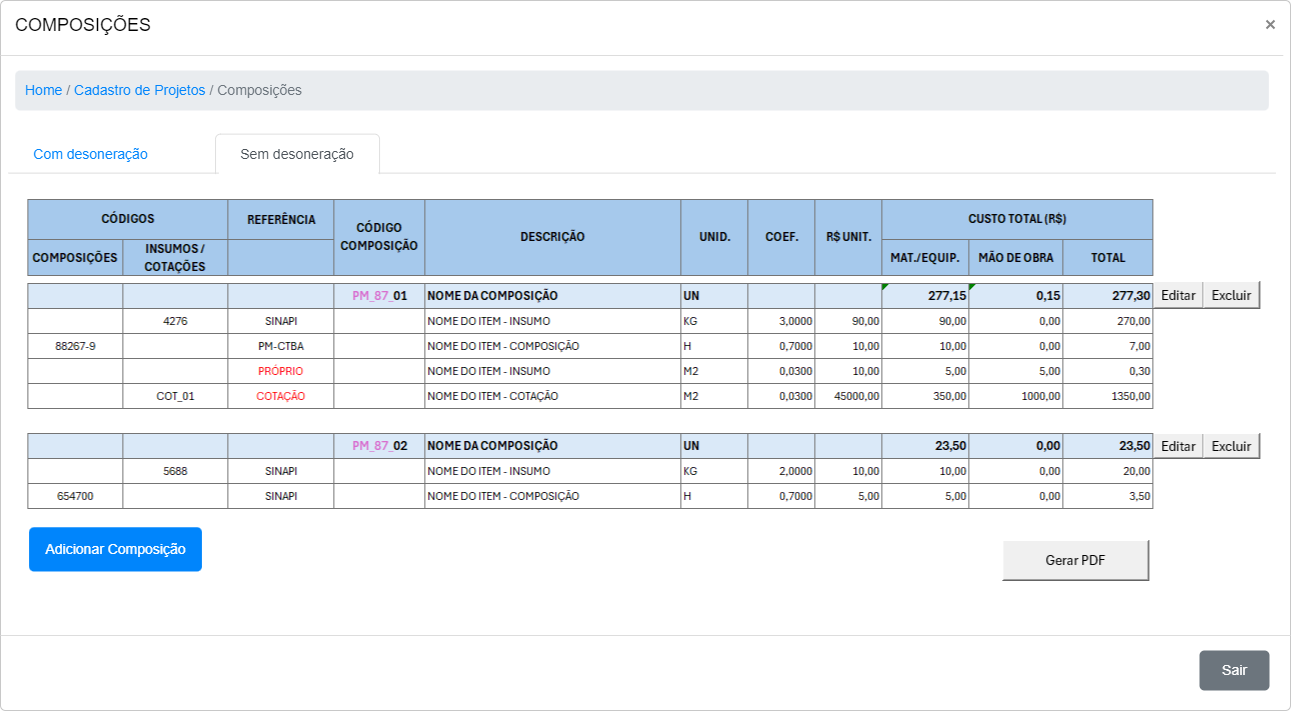 COMPOSIÇÕES ×
Home / Cadastro de Projetos / Composições
Com desoneração Sem desoneração
CÓDIGOS REFERÊNCIA CÓDIGO COMPOSIÇÃO DESCRIÇÃO UNID. COEF. R$ UNIT. CUSTO TOTAL (R$)
COMPOSIÇÕES INSUMOS / COTAÇÕES MAT./EQUIP. MÃO DE OBRA TOTAL
PM_87_01 NOME DA COMPOSIÇÃO UN 277,15 0,15 277,30 Editar Excluir
4276 SINAPI NOME DO ITEM - INSUMO KG 3,0000 90,00 90,00 0,00 270,00
88267-9 PM-CTBA NOME DO ITEM - COMPOSIÇÃO H 0,7000 10,00 10,00 0,00 7,00
PRÓPRIO NOME DO ITEM - INSUMO M2 0,0300 10,00 5,00 5,00 0,30
COT_01 COTAÇÃO NOME DO ITEM - COTAÇÃO M2 0,0300 45000,00 350,00 1000,00 1350,00
PM_87_02 NOME DA COMPOSIÇÃO UN 23,50 0,00 23,50 Editar Excluir
5688 SINAPI NOME DO ITEM - INSUMO KG 2,0000 10,00 10,00 0,00 20,00
654700 SINAPI NOME DO ITEM - COMPOSIÇÃO H 0,7000 5,00 5,00 0,00 3,50
Adicionar Composição
Gerar PDF
Sair